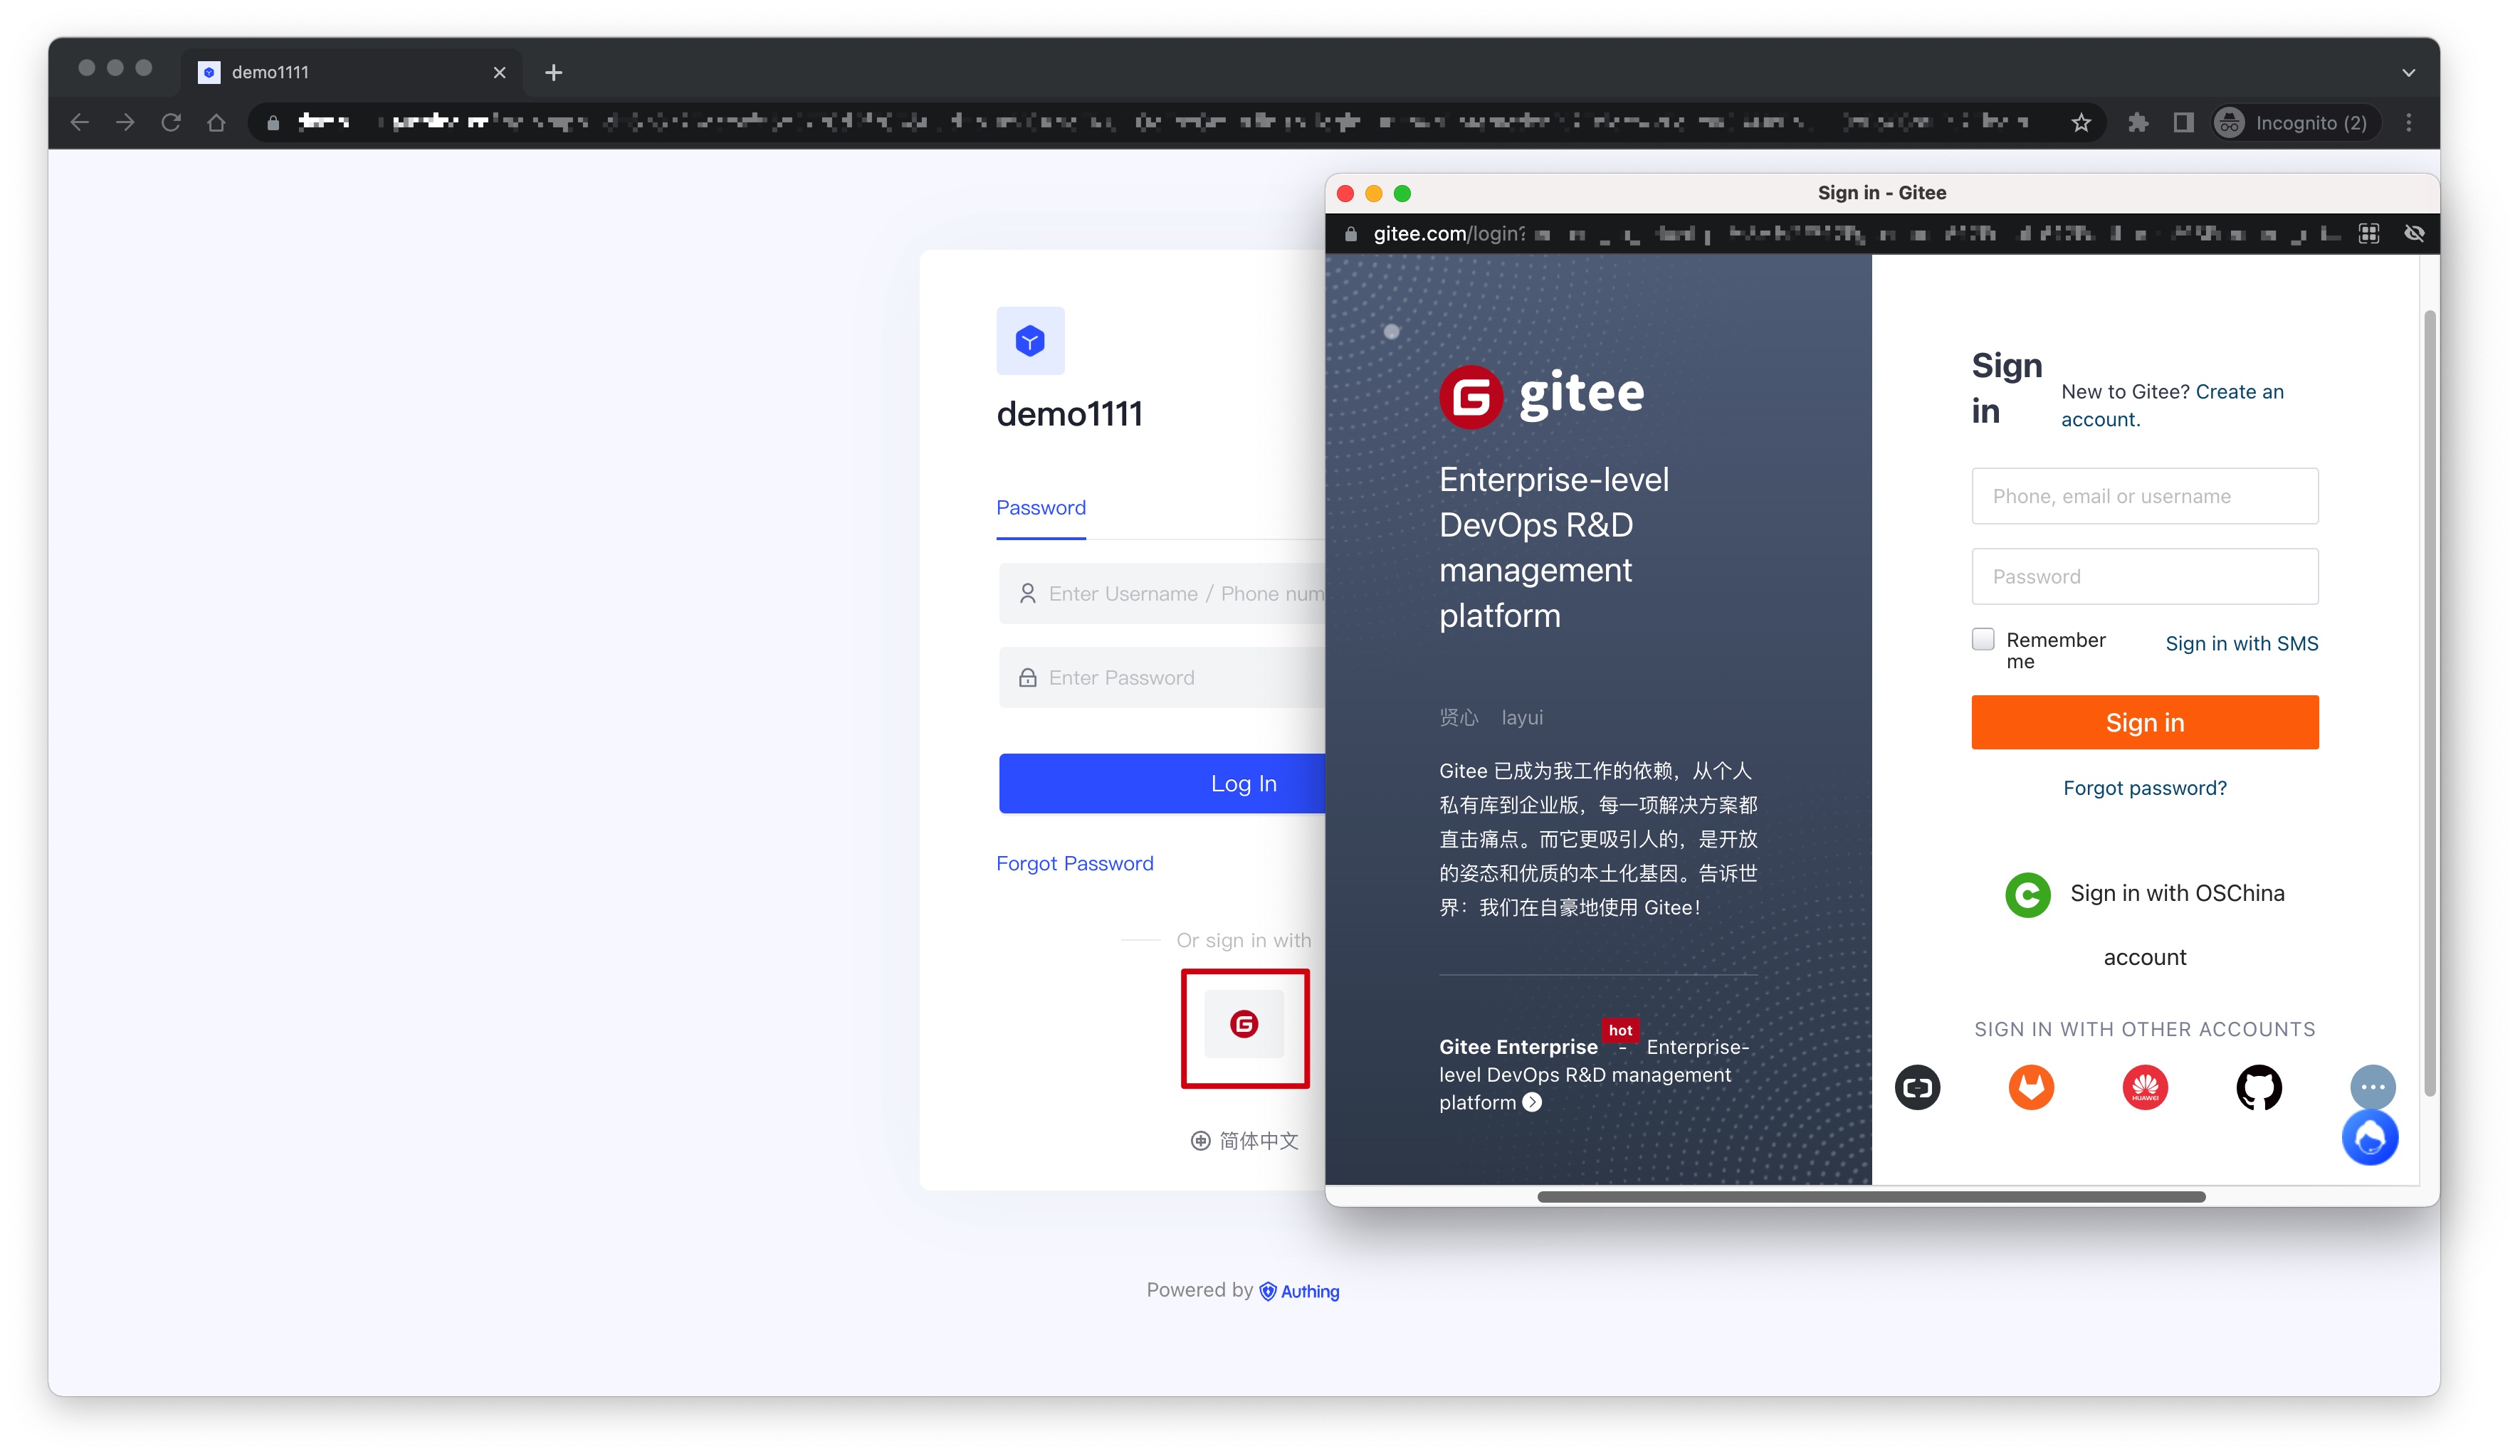 demo1111
Incognito (2)
demo1111
Password
Enter Username / Phone num
Enter Password
Log In
Forgot Password
Or sign in with
简体中文
Powered by Authing
Sign in - Gitee
gitee.com/login?
gitee
Enterprise-level
DevOps R&D
management
platform
贤心 layui
Gitee 已成为我工作的依赖，从个人
私有库到企业版，每一项解决方案都
直击痛点。而它更吸引人的，是开放
的姿态和优质的本土化基因。告诉世
界：我们在自豪地使用 Gitee！
hot
Gitee Enterprise - Enterprise-
level DevOps R&D management
platform
Sign
in
New to Gitee? Create an
account.
Phone, email or username
Password
Remember
me
Sign in with SMS
Sign in
Forgot password?
Sign in with OSChina
account
SIGN IN WITH OTHER ACCOUNTS
HUAWEI